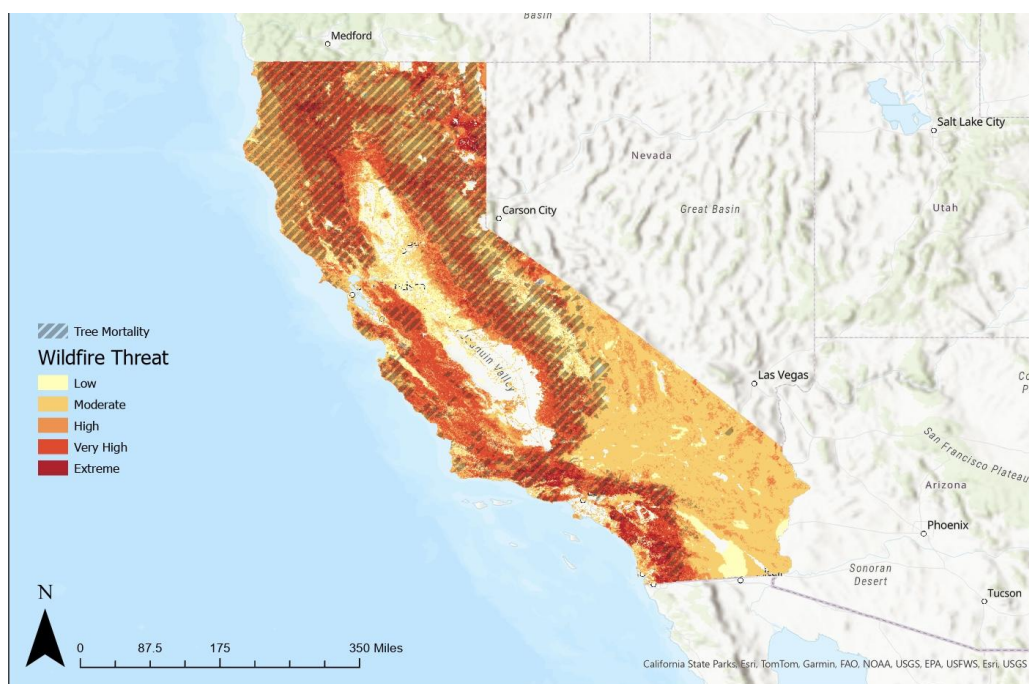 Basin
Medford
Salt Lake City
Nevada
Carson City
Great Basin
Utah
Tree Mortality
Wildfire Threat
Low
Moderate
High
Very High
Extreme
Valley
Las Vegas
San Francisco Plateau
Arizona
Phoenix
Sonoran
Desert
Tucson
N
0 87.5 175 350 Miles
California State Parks, Esri, TomTom, Garmin, FAO, NOAA, USGS, EPA, USFWS, Esri, USGS